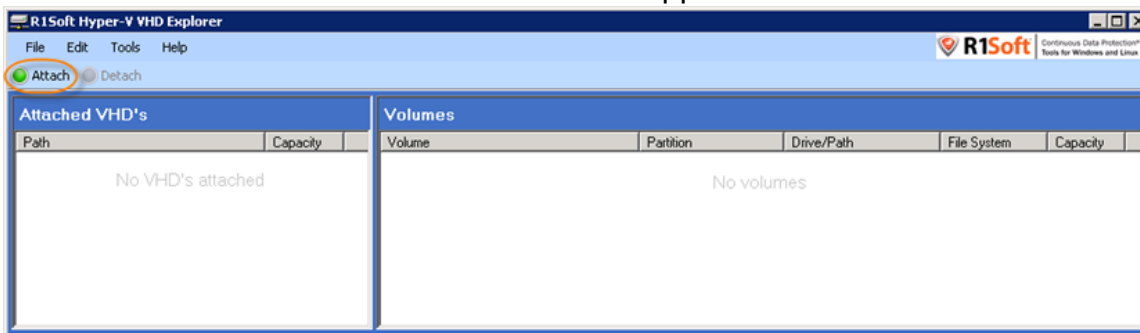 R1Soft Hyper-V VHD Explorer
File Edit Tools Help
R1Soft
Continuous Data Protection®
Tools for Windows and Linux
Attach Detach
Attached VHD's
Volumes
Path Capacity
Volume Partition Drive/Path File System Capacity
No VHD's attached
No volumes